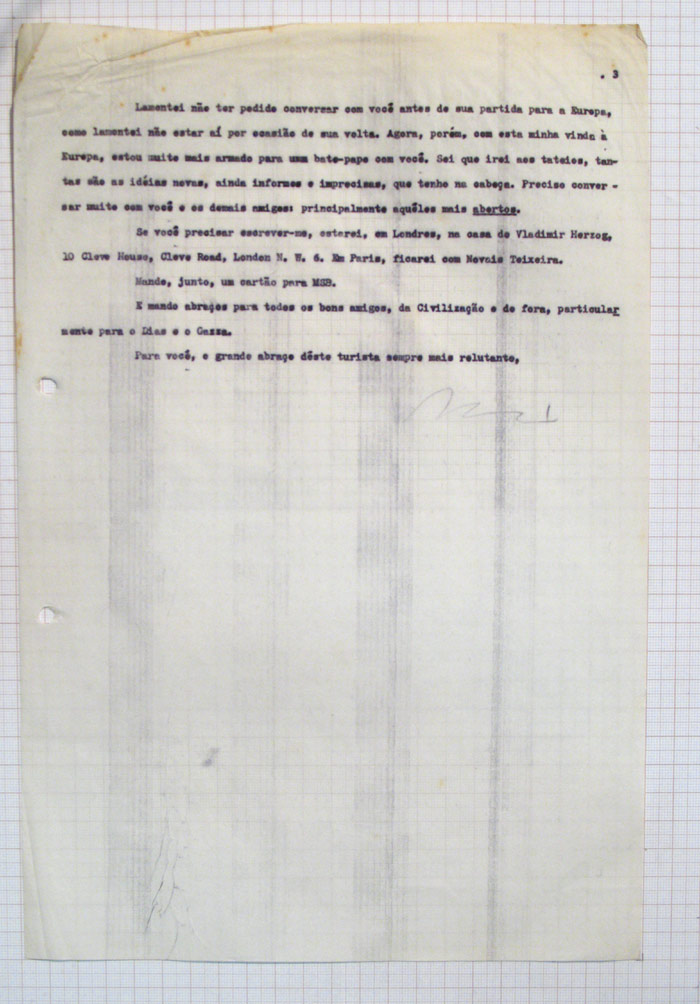 . 3
Lamentei não ter podido conversar com você antes de sua partida para a Europa,
como lamentei não estar aí por ocasião de sua volta. Agora, porém, com esta minha vinda à
Europa, estou muito mais armado para um bate-papo com você. Sei que irei aos tateios, tan-
tas são as idéias novas, ainda informes e imprecisas, que tenho na cabeça. Preciso conver -
sar muito com você e os demais amigos: principalmente aquêles mais abertos.
Se você precisar escrever-me, estarei, em Londres, na casa do Vladimir Herzog,
10 Cleve House, Cleve Road, London N. W. 6. Em Paris, ficarei com Novais Teixeira.
Mande, junto, um cartão para MSB.
E mando abraços para todos os bons amigos, da Civilização e de fora, particular
mente para o Dias e o Gazza.
Para você, o grande abraço dêste turista sempre mais relutante,